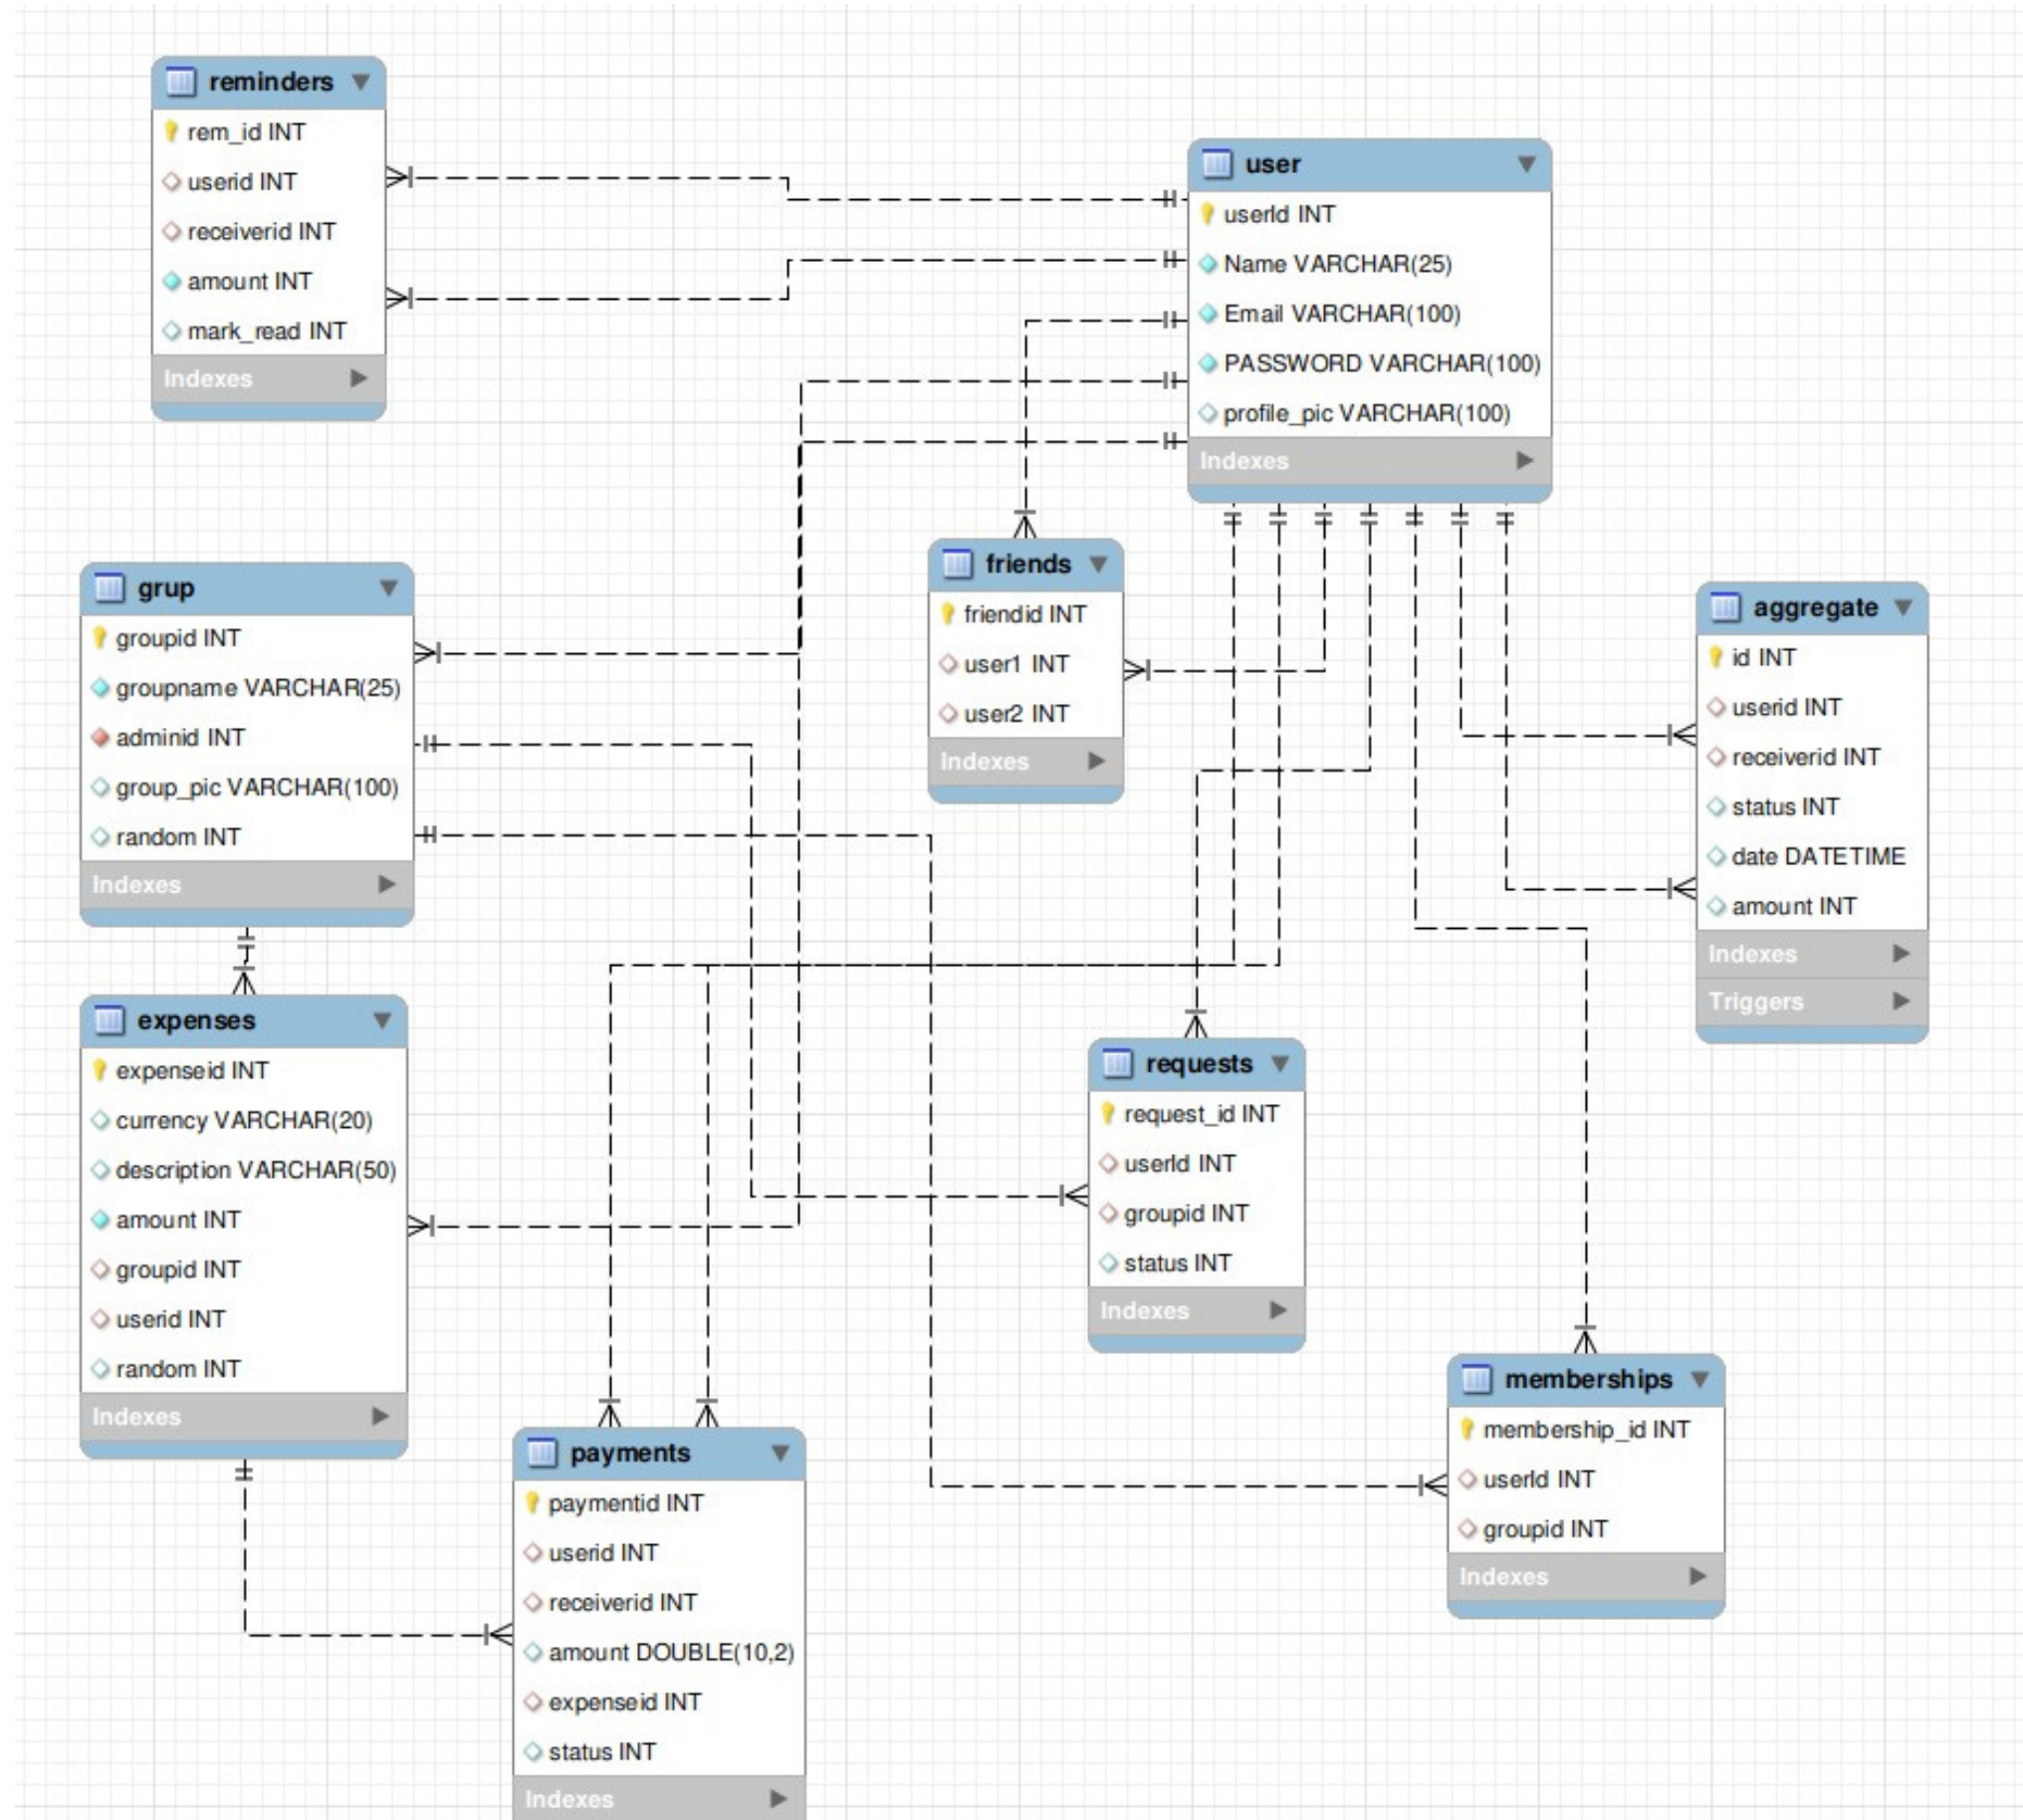 reminders
rem_id INT
userid INT
receiverid INT
amount INT
mark_read INT
Indexes
user
userId INT
Name VARCHAR(25)
Email VARCHAR(100)
PASSWORD VARCHAR(100)
profile_pic VARCHAR(100)
Indexes
grup
groupid INT
groupname VARCHAR(25)
adminid INT
group_pic VARCHAR(100)
random INT
Indexes
friends
friendid INT
user1 INT
user2 INT
Indexes
aggregate
id INT
userid INT
receiverid INT
status INT
date DATETIME
amount INT
Indexes
Triggers
expenses
expenseid INT
currency VARCHAR(20)
description VARCHAR(50)
amount INT
groupid INT
userid INT
random INT
Indexes
requests
request_id INT
userId INT
groupid INT
status INT
Indexes
memberships
membership_id INT
userId INT
groupid INT
Indexes
payments
paymentid INT
userid INT
receiverid INT
amount DOUBLE(10,2)
expenseid INT
status INT
Indexes